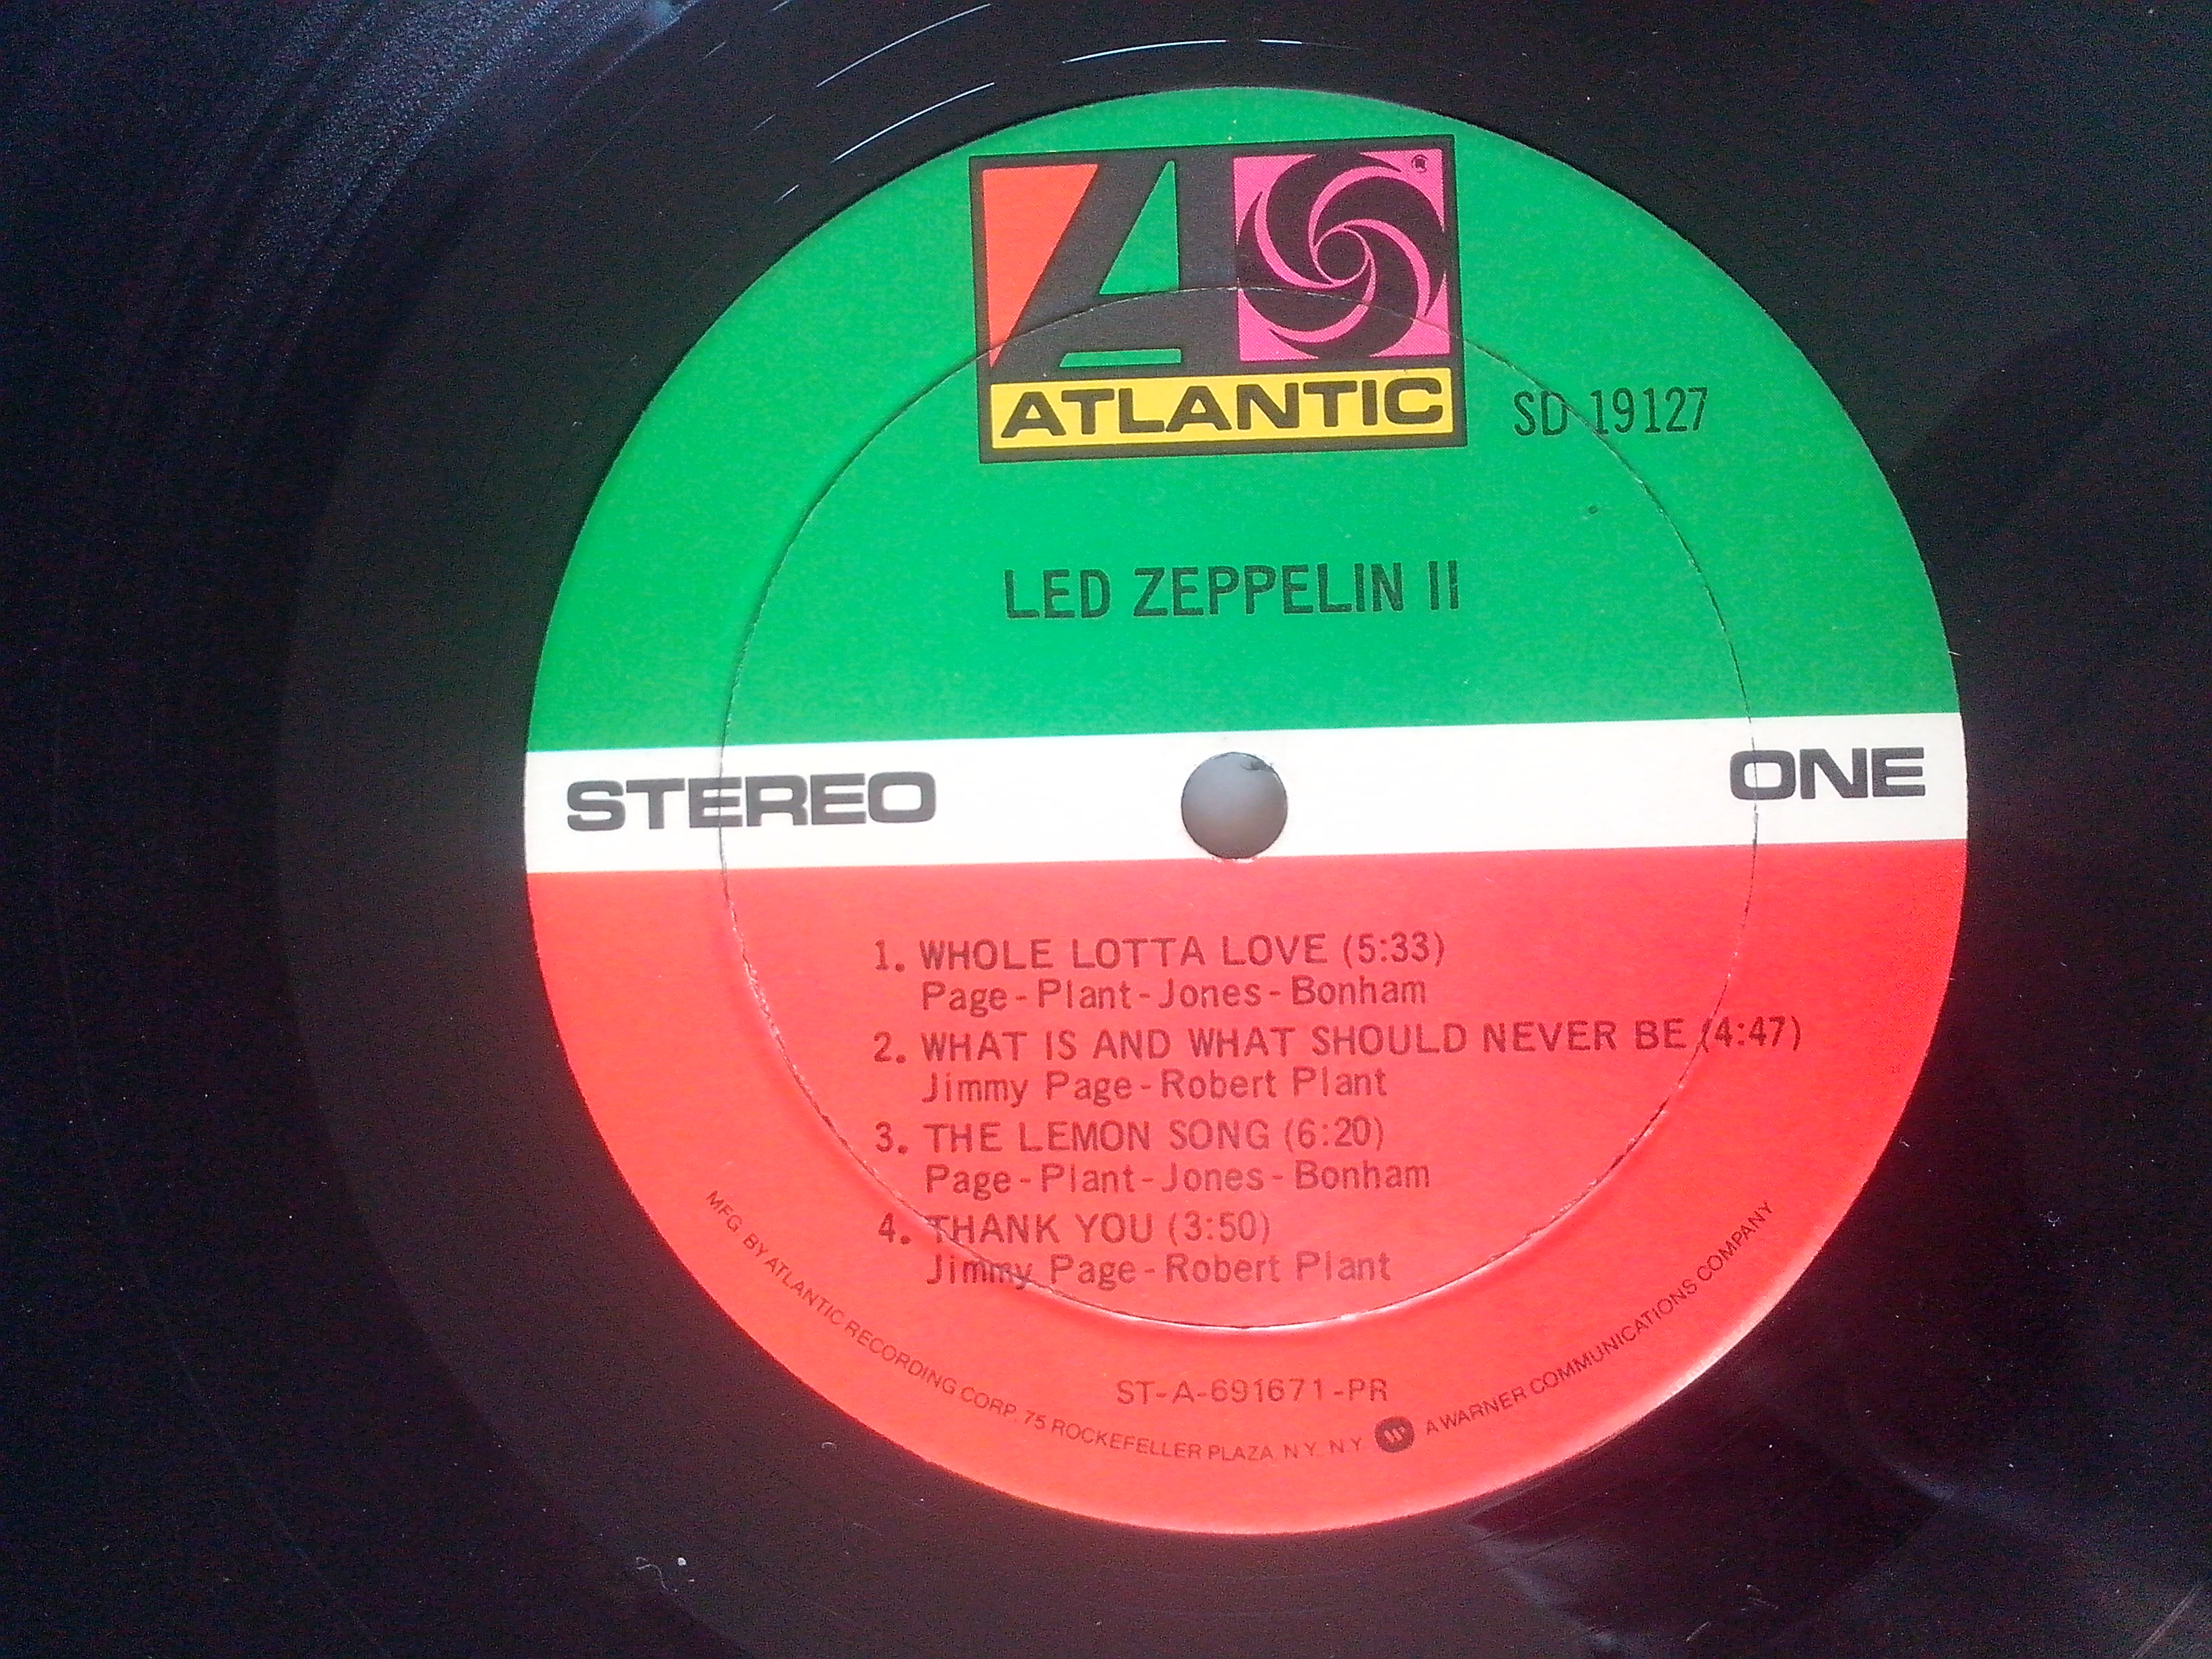 A
®
ATLANTIC
SD 19127
LED ZEPPELIN II
STEREO
ONE
1. WHOLE LOTTA LOVE (5:33)
Page-Plant-Jones-Bonham
2. WHAT IS AND WHAT SHOULD NEVER BE (4:47)
Jimmy Page-Robert Plant
3. THE LEMON SONG (6:20)
Page-Plant-Jones-Bonham
4. THANK YOU (3:50)
Jimmy Page-Robert Plant
ST-A-691671-PR
MFG. BY ATLANTIC RECORDING CORP. 75 ROCKEFELLER PLAZA, N.Y. N.Y. A WARNER COMMUNICATIONS COMPANY